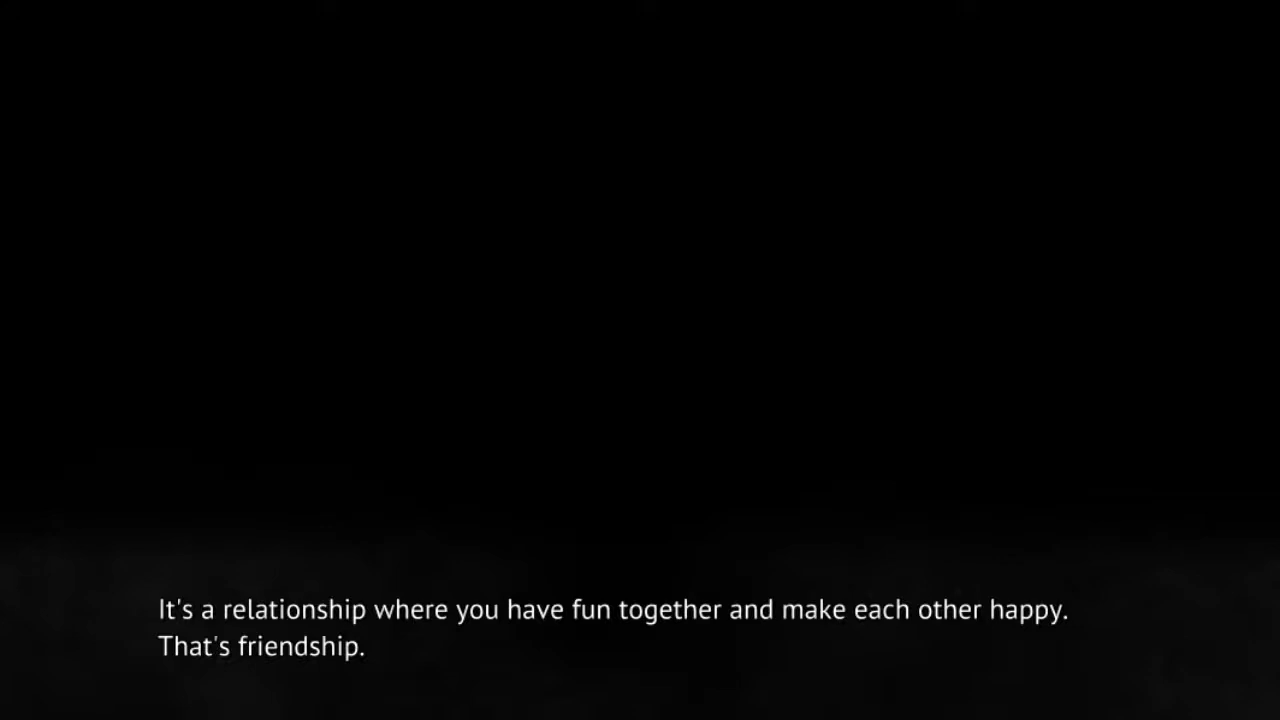 It's a relationship where you have fun together and make each other happy.
That's friendship.